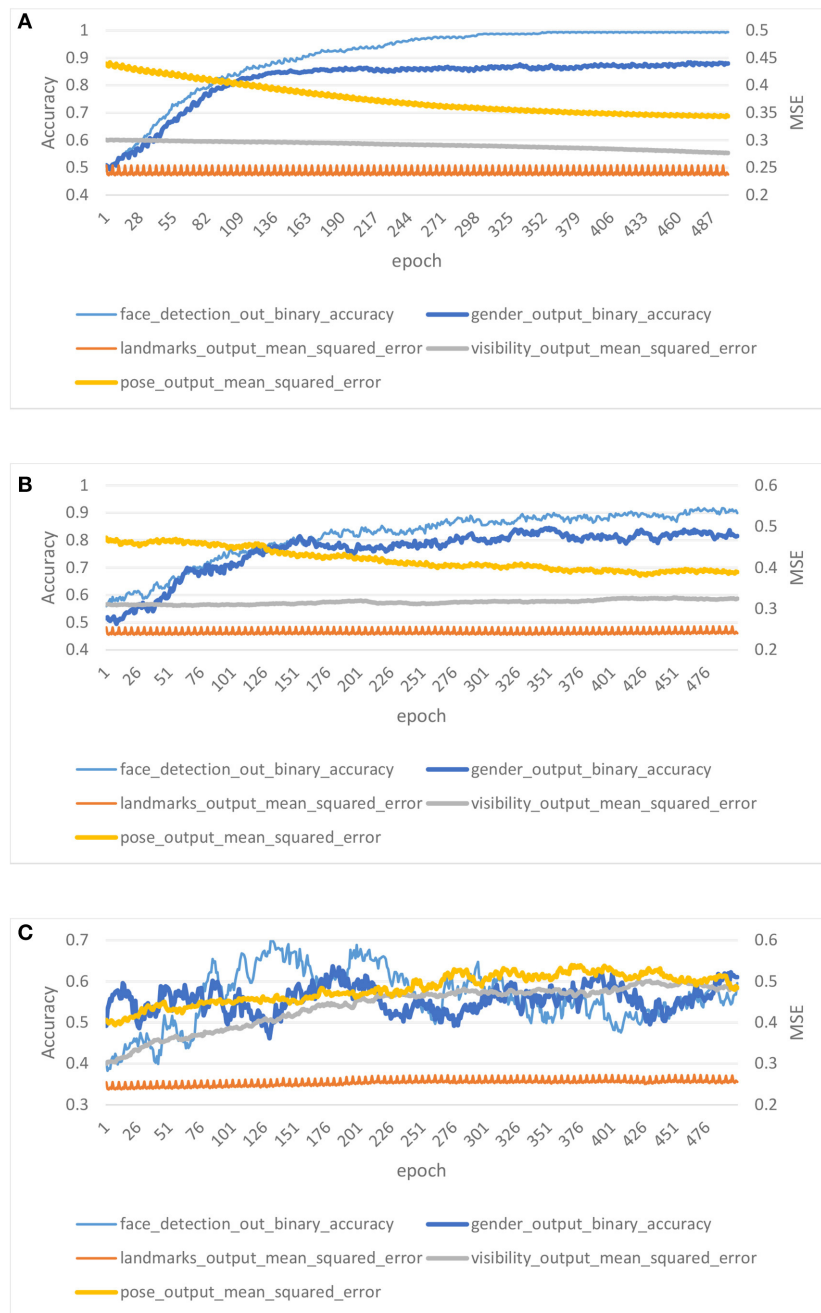 A
1 0.5
0.9 0.45
0.8 0.4
0.7 0.35
0.6 0.3
0.5 0.25
0.4 0.2
Accuracy
MSE
1 28 55 82 109 136 163 190 217 244 271 298 325 352 379 406 433 460 487
epoch
face_detection_out_binary_accuracy gender_output_binary_accuracy
landmarks_output_mean_squared_error visibility_output_mean_squared_error
pose_output_mean_squared_error
B
1 0.6
0.9 0.5
0.8
0.7 0.4
0.6 0.3
0.5
0.4 0.2
Accuracy
MSE
1 26 51 76 101 126 151 176 201 226 251 276 301 326 351 376 401 426 451 476
epoch
face_detection_out_binary_accuracy gender_output_binary_accuracy
landmarks_output_mean_squared_error visibility_output_mean_squared_error
pose_output_mean_squared_error
C
0.7 0.6
0.6 0.5
0.5 0.4
0.4 0.3
0.3 0.2
Accuracy
MSE
1 26 51 76 101 126 151 176 201 226 251 276 301 326 351 376 401 426 451 476
epoch
face_detection_out_binary_accuracy gender_output_binary_accuracy
landmarks_output_mean_squared_error visibility_output_mean_squared_error
pose_output_mean_squared_error